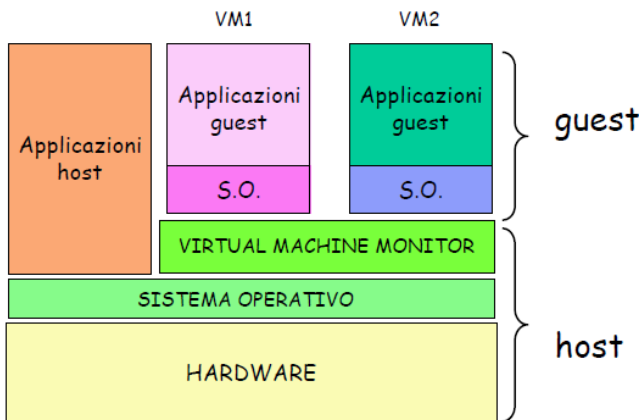 VM1
VM2
Applicazioni
host
Applicazioni
guest
S.O.
Applicazioni
guest
S.O.
guest
VIRTUAL MACHINE MONITOR
SISTEMA OPERATIVO
HARDWARE
host